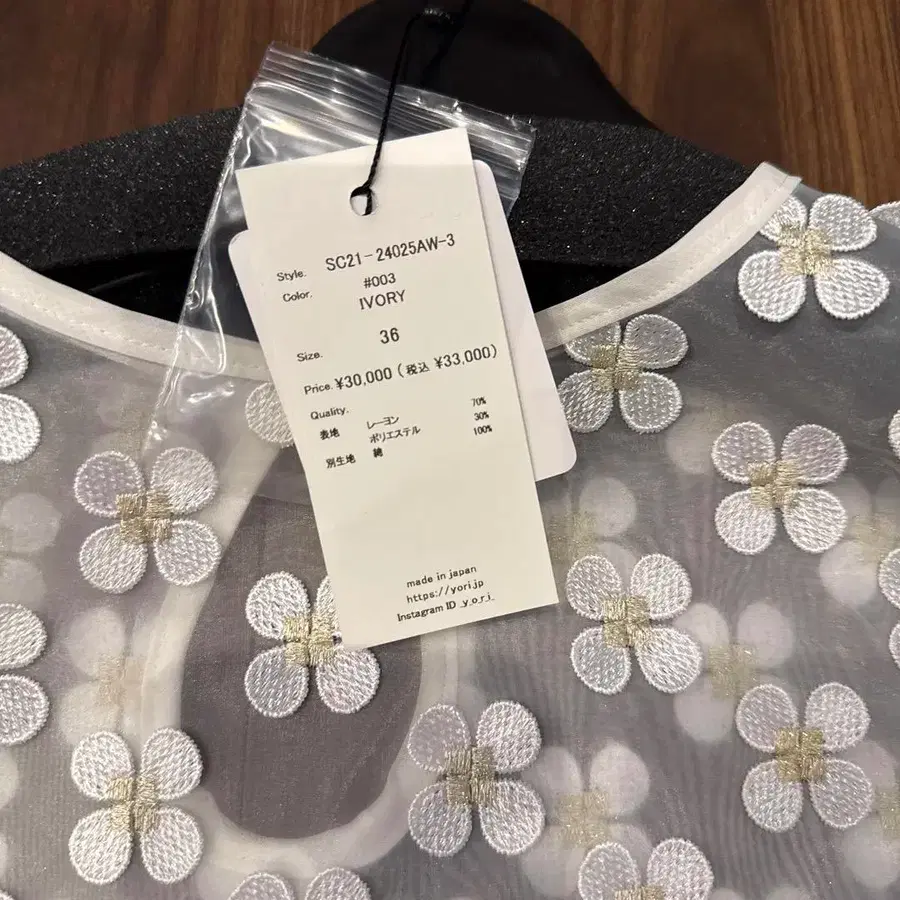 Style. SC21-24025AW-3
Color. #003
IVORY
Size. 36
Price. ¥30,000 (税込 ¥33,000)
Quality.
表地 レーヨン 70%
ポリエステル 30%
別生地 綿 100%
made in japan
https://yori.jp
Instagram ID _y_o_r_i_